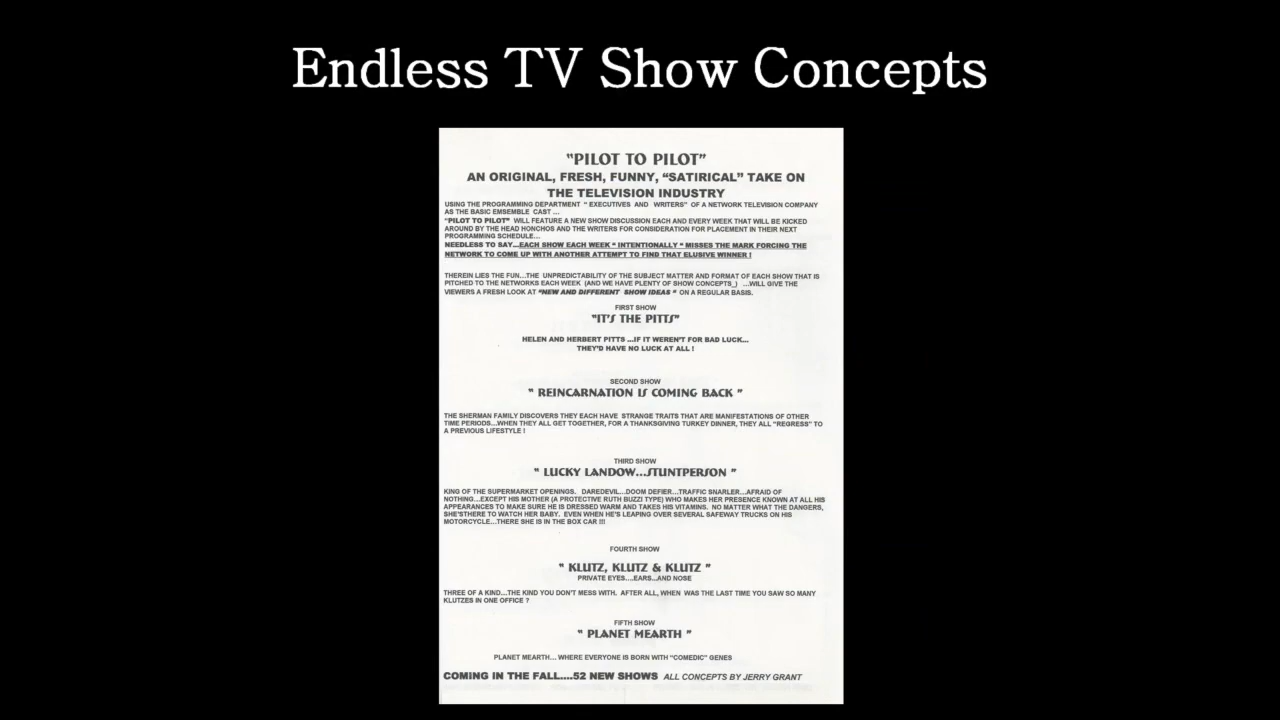 Endless TV Show Concepts
"PILOT TO PILOT"
AN ORIGINAL, FRESH, FUNNY, "SATIRICAL" TAKE ON
THE TELEVISION INDUSTRY
USING THE PROGRAMMING DEPARTMENT " EXECUTIVES AND WRITERS" OF A NETWORK TELEVISION COMPANY
AS THE BASIC EMSEMBLE CAST ...
"PILOT TO PILOT" WILL FEATURE A NEW SHOW DISCUSSION EACH AND EVERY WEEK THAT WILL BE KICKED
AROUND BY THE HEAD HONCHOS AND THE WRITERS FOR CONSIDERATION FOR PLACEMENT IN THEIR NEXT
PROGRAMMING SCHEDULE...
NEEDLESS TO SAY...EACH SHOW EACH WEEK " INTENTIONALLY " MISSES THE MARK FORCING THE
NETWORK TO COME UP WITH ANOTHER ATTEMPT TO FIND THAT ELUSIVE WINNER !
THEREIN LIES THE FUN...THE UNPREDICTABILITY OF THE SUBJECT MATTER AND FORMAT OF EACH SHOW THAT IS
PITCHED TO THE NETWORKS EACH WEEK (AND WE HAVE PLENTY OF SHOW CONCEPTS_) ...WILL GIVE THE
VIEWERS A FRESH LOOK AT "NEW AND DIFFERENT SHOW IDEAS " ON A REGULAR BASIS.
FIRST SHOW
"IT'S THE PITTS"
HELEN AND HERBERT PITTS ...IF IT WEREN'T FOR BAD LUCK...
THEY'D HAVE NO LUCK AT ALL !
SECOND SHOW
" REINCARNATION IS COMING BACK "
THE SHERMAN FAMILY DISCOVERS THEY EACH HAVE STRANGE TRAITS THAT ARE MANIFESTATIONS OF OTHER
TIME PERIODS...WHEN THEY ALL GET TOGETHER, FOR A THANKSGIVING TURKEY DINNER, THEY ALL "REGRESS" TO
A PREVIOUS LIFESTYLE !
THIRD SHOW
" LUCKY LANDOW...STUNTPERSON "
KING OF THE SUPERMARKET OPENINGS. DAREDEVIL...DOOM DEFIER...TRAFFIC SNARLER...AFRAID OF
NOTHING...EXCEPT HIS MOTHER (A PROTECTIVE RUTH BUZZI TYPE) WHO MAKES HER PRESENCE KNOWN AT ALL HIS
APPEARANCES TO MAKE SURE HE IS DRESSED WARM AND TAKES HIS VITAMINS. NO MATTER WHAT THE DANGERS,
SHE'STHERE TO WATCH HER BABY. EVEN WHEN HE'S LEAPING OVER SEVERAL SAFEWAY TRUCKS ON HIS
MOTORCYCLE...THERE SHE IS IN THE BOX CAR !!!
FOURTH SHOW
" KLUTZ, KLUTZ & KLUTZ "
PRIVATE EYES....EARS...AND NOSE
THREE OF A KIND...THE KIND YOU DON'T MESS WITH. AFTER ALL, WHEN WAS THE LAST TIME YOU SAW SO MANY
KLUTZES IN ONE OFFICE ?
FIFTH SHOW
" PLANET MEARTH "
PLANET MEARTH... WHERE EVERYONE IS BORN WITH "COMEDIC" GENES
COMING IN THE FALL....52 NEW SHOWS ALL CONCEPTS BY JERRY GRANT